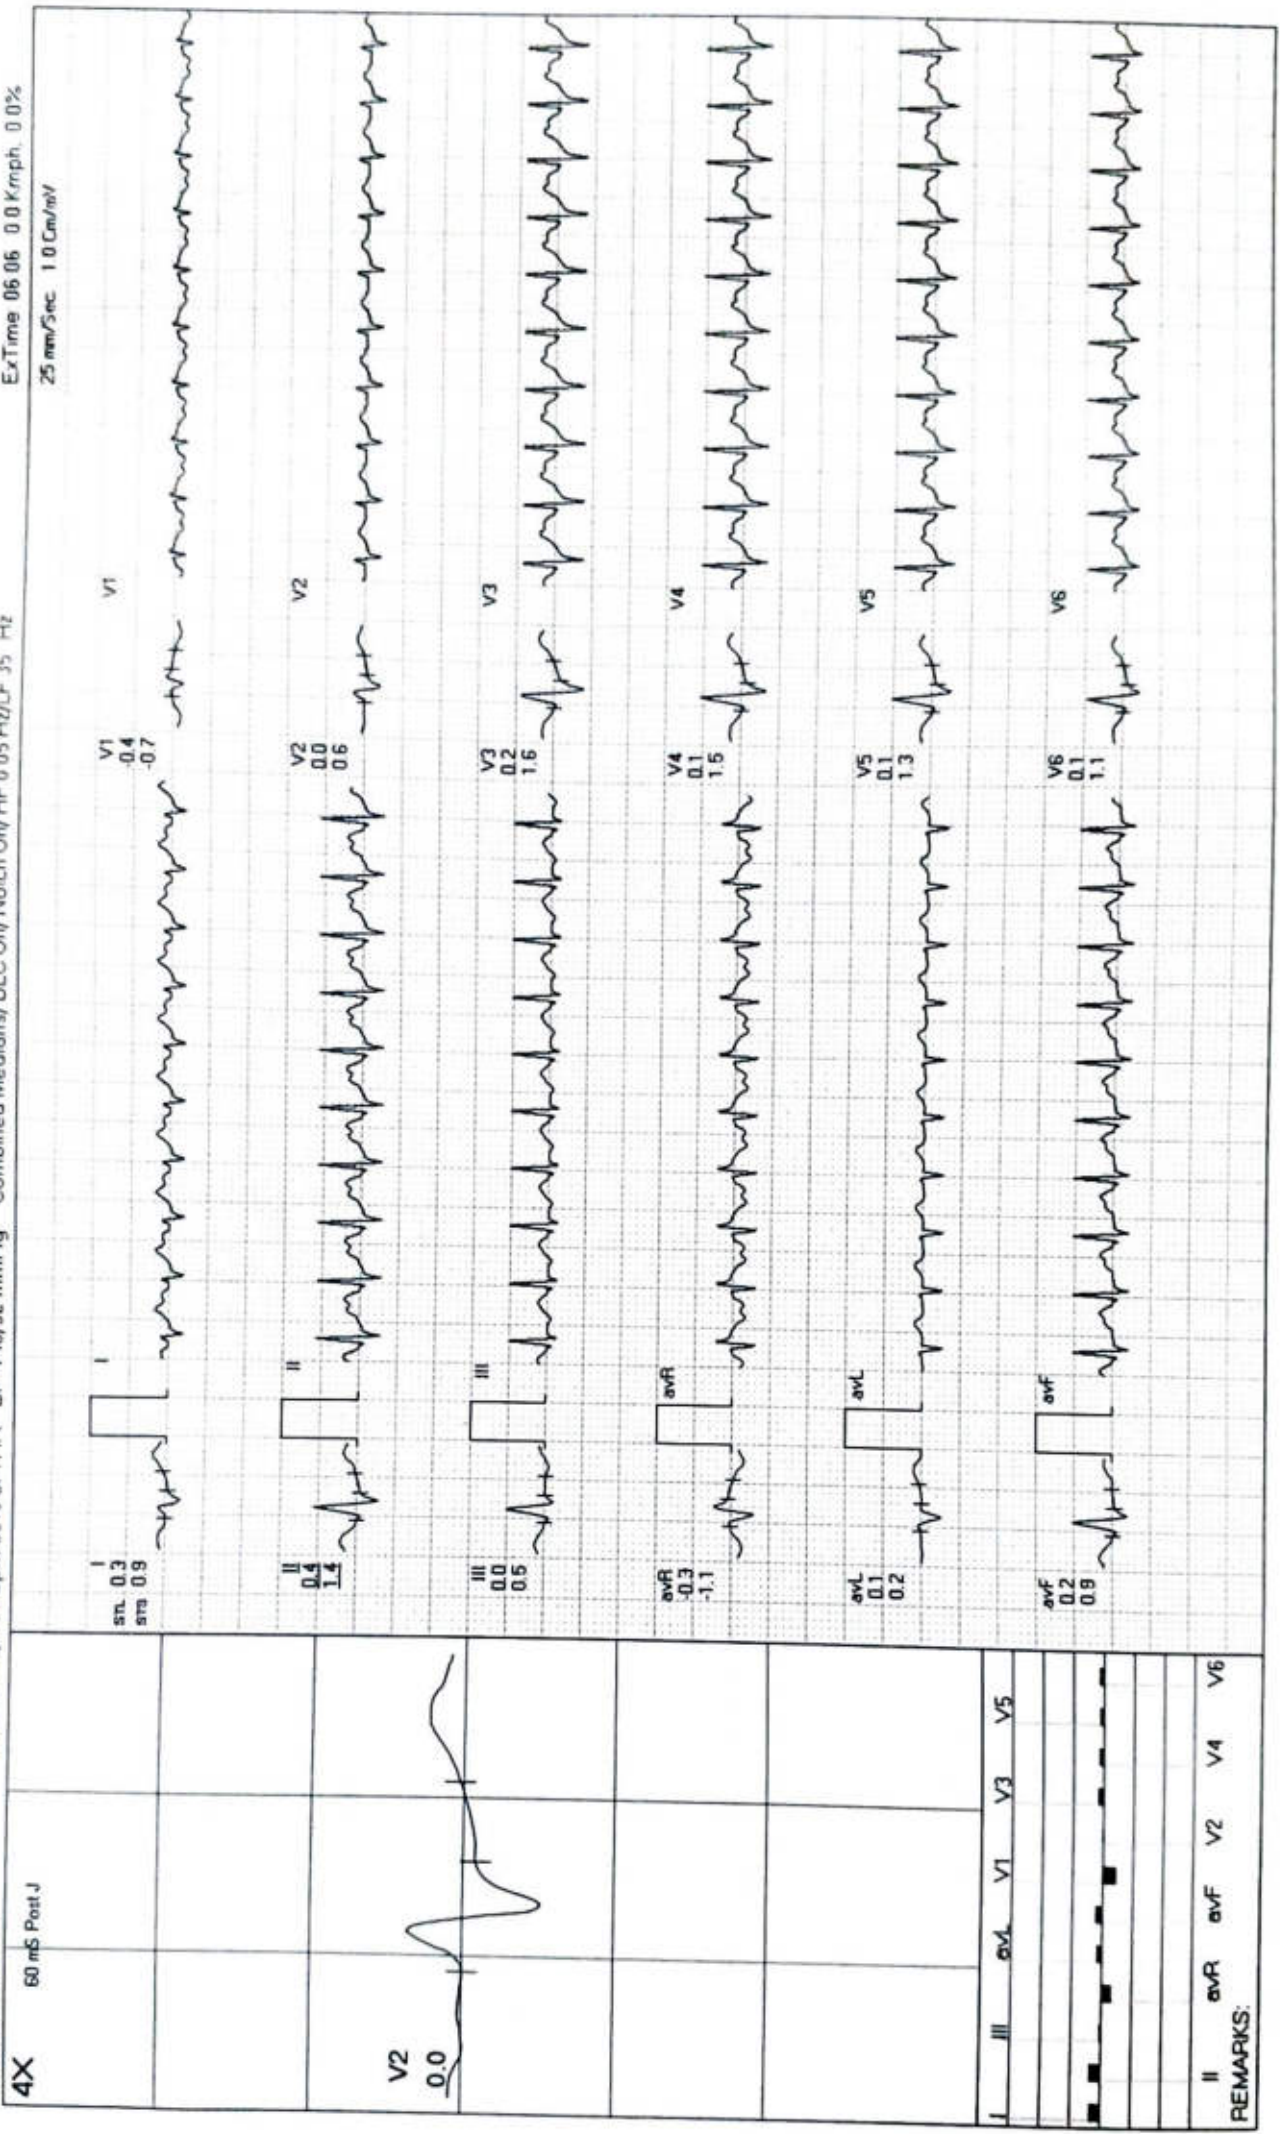 ExTime 06:06 0.0 Kmph, 0.0%
25 mm/Sec 1.0 Cm/mV
4X
60 mS Post J
V2
0.0
I
STL 0.3
STS 0.9
I
V1
-0.4
-0.7
V1
II
0.4
1.4
II
V2
0.0
0.6
V2
III
0.0
0.5
III
V3
0.2
1.6
V3
avR
-0.3
-1.1
avR
V4
0.1
1.5
V4
avL
0.1
0.2
avL
V5
0.1
1.3
V5
avF
0.2
0.9
avF
V6
0.1
1.1
V6
I III avL V1 V3 V5
II avR avF V2 V4 V6
REMARKS: